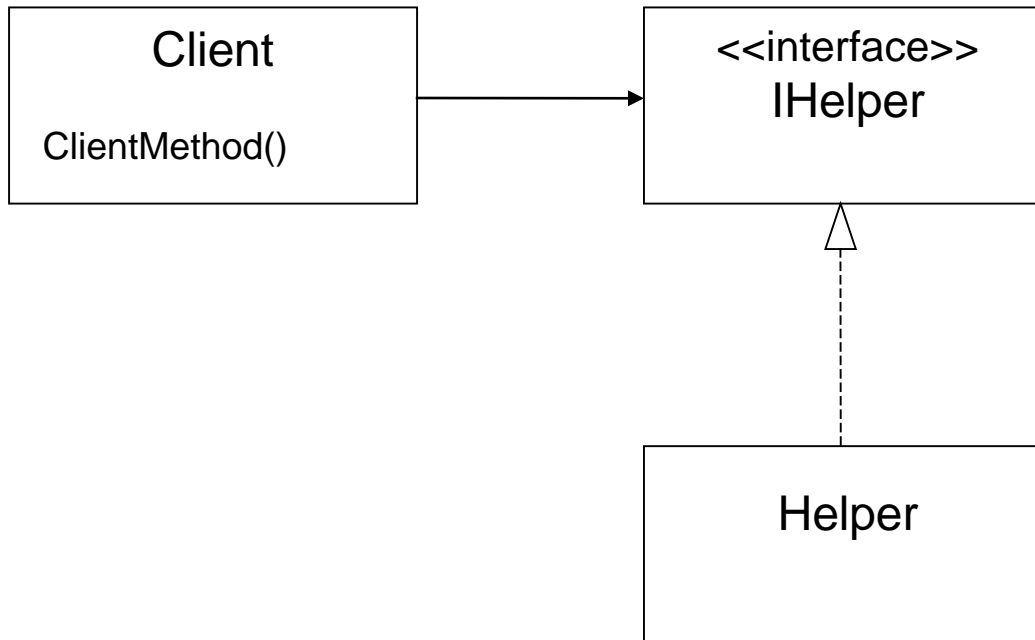 Client
ClientMethod()
<<interface>>
IHelper
Helper